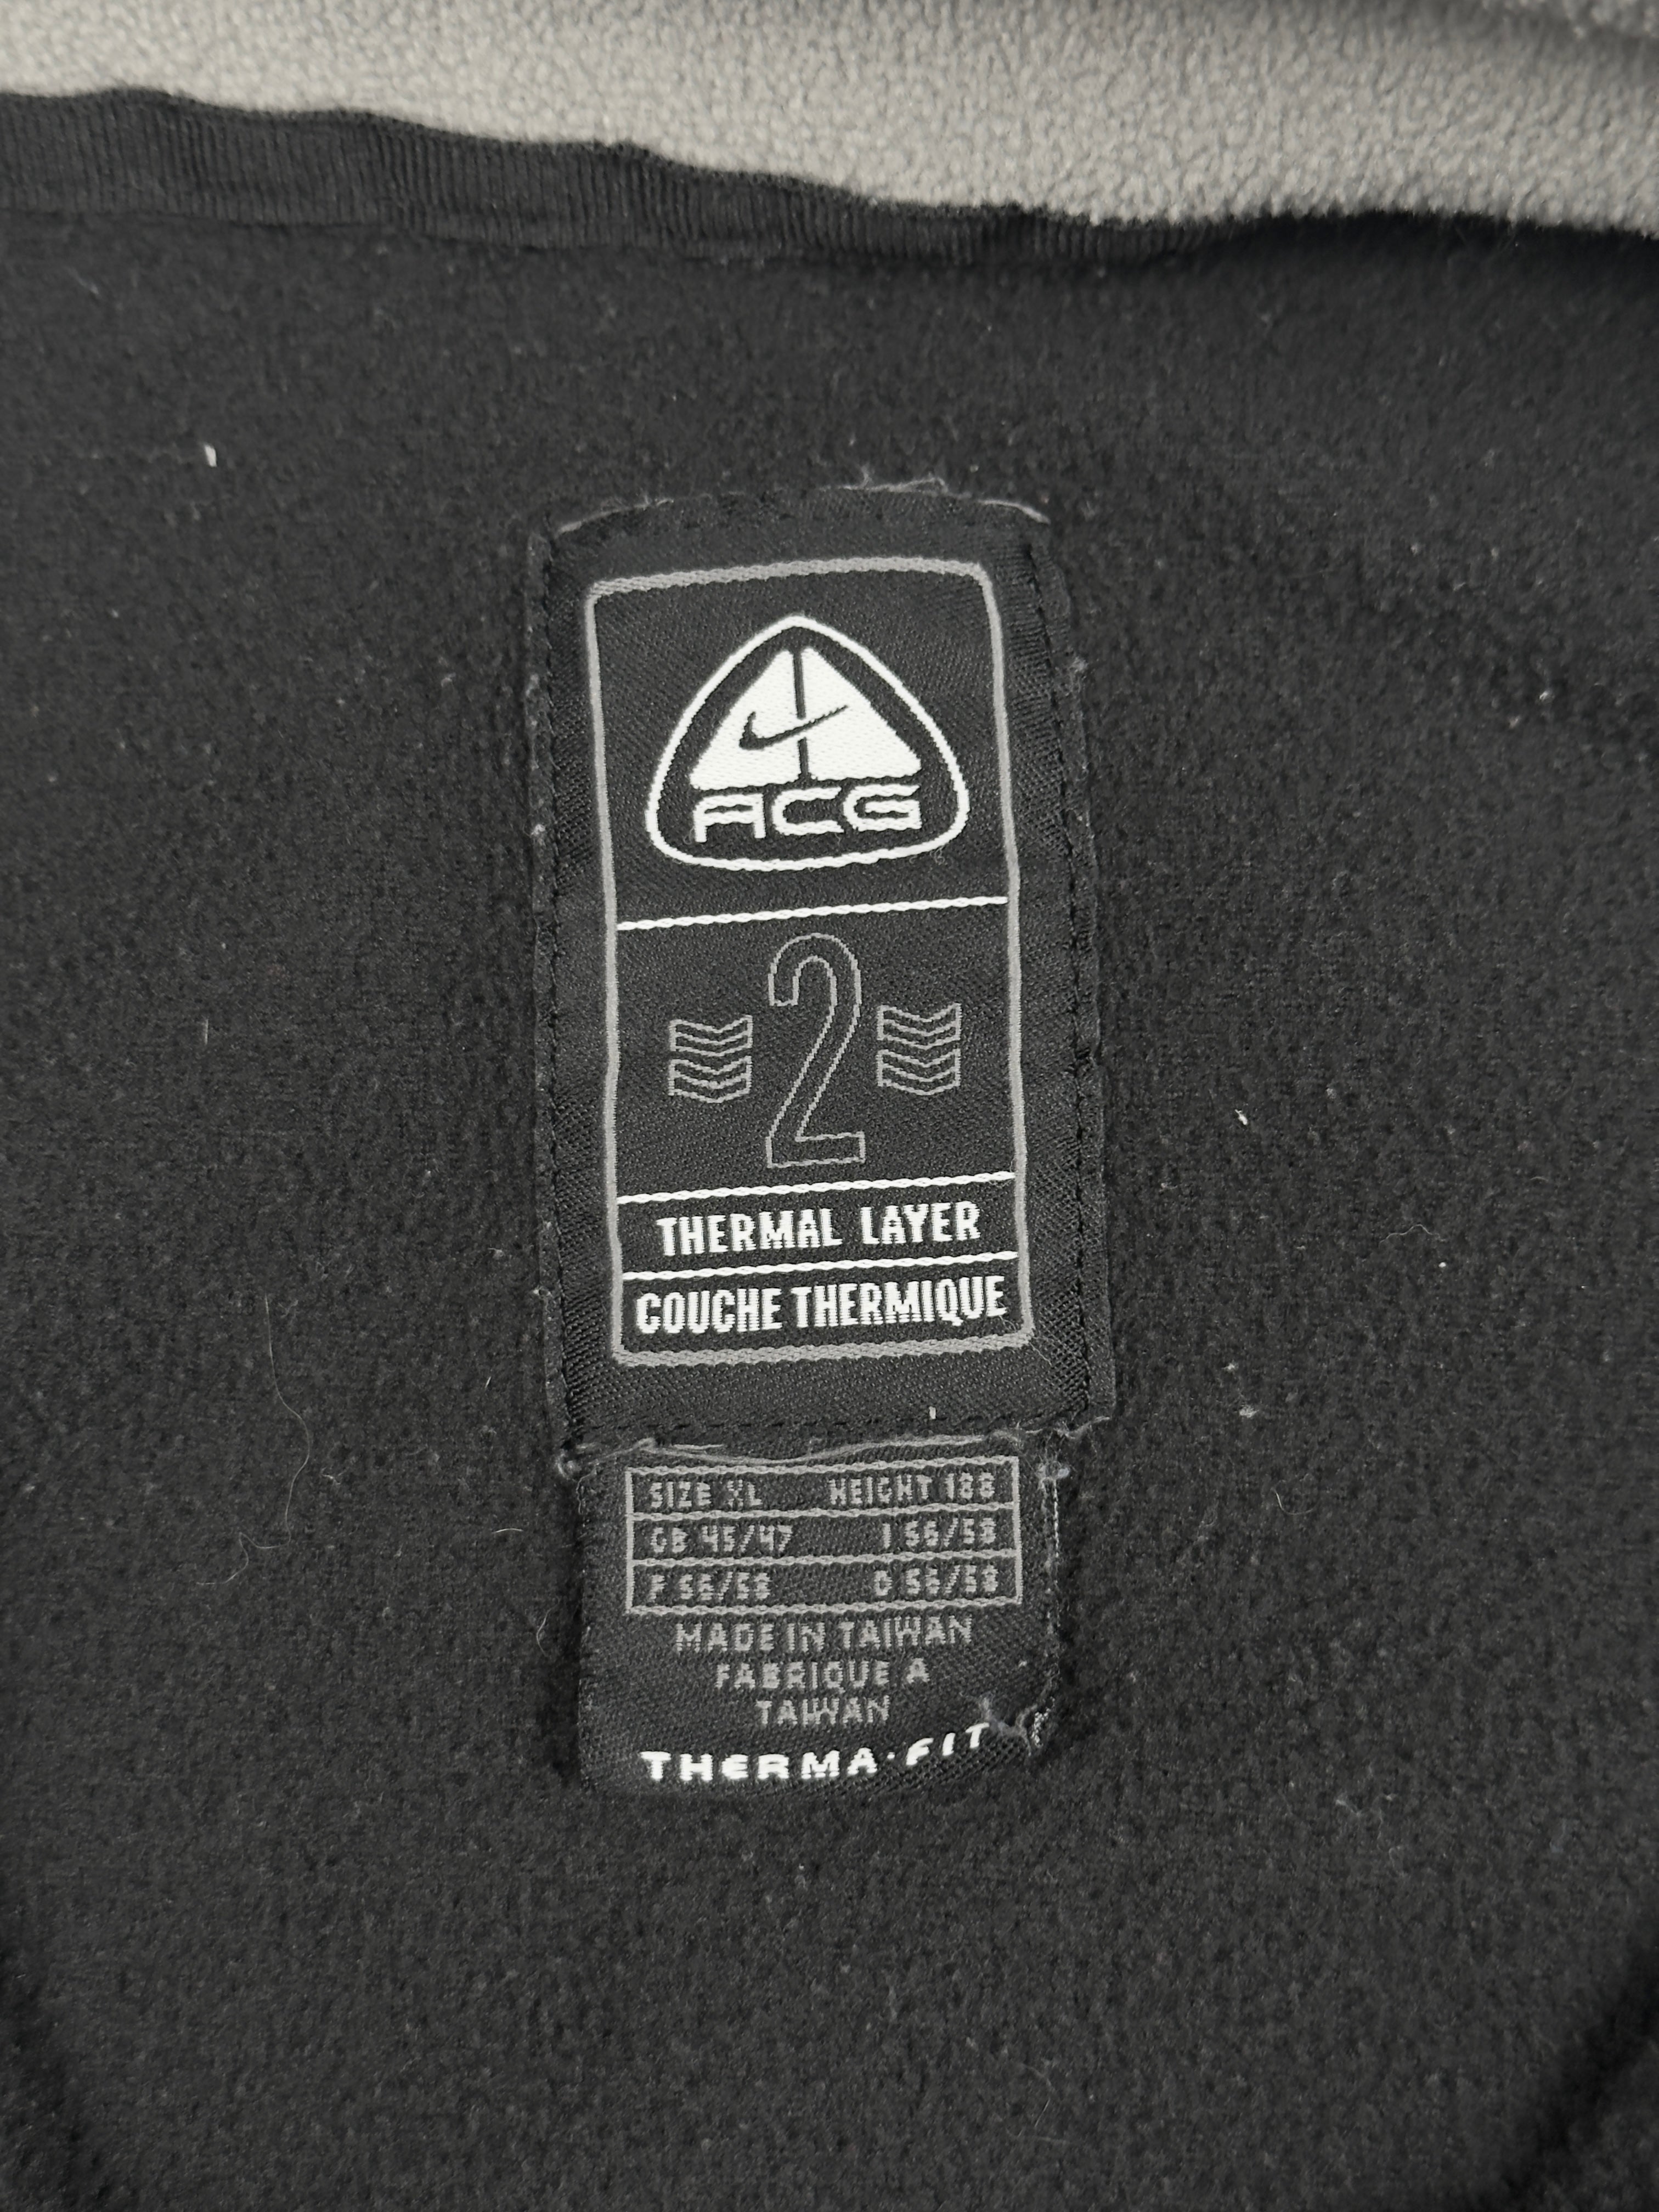 ACG
2
THERMAL LAYER
COUCHE THERMIQUE
SIZE XL HEIGHT 188
GB 45/47 I 56/58
F 56/58 D 56/58
MADE IN TAIWAN
FABRIQUE A
TAIWAN
THERMA·FIT